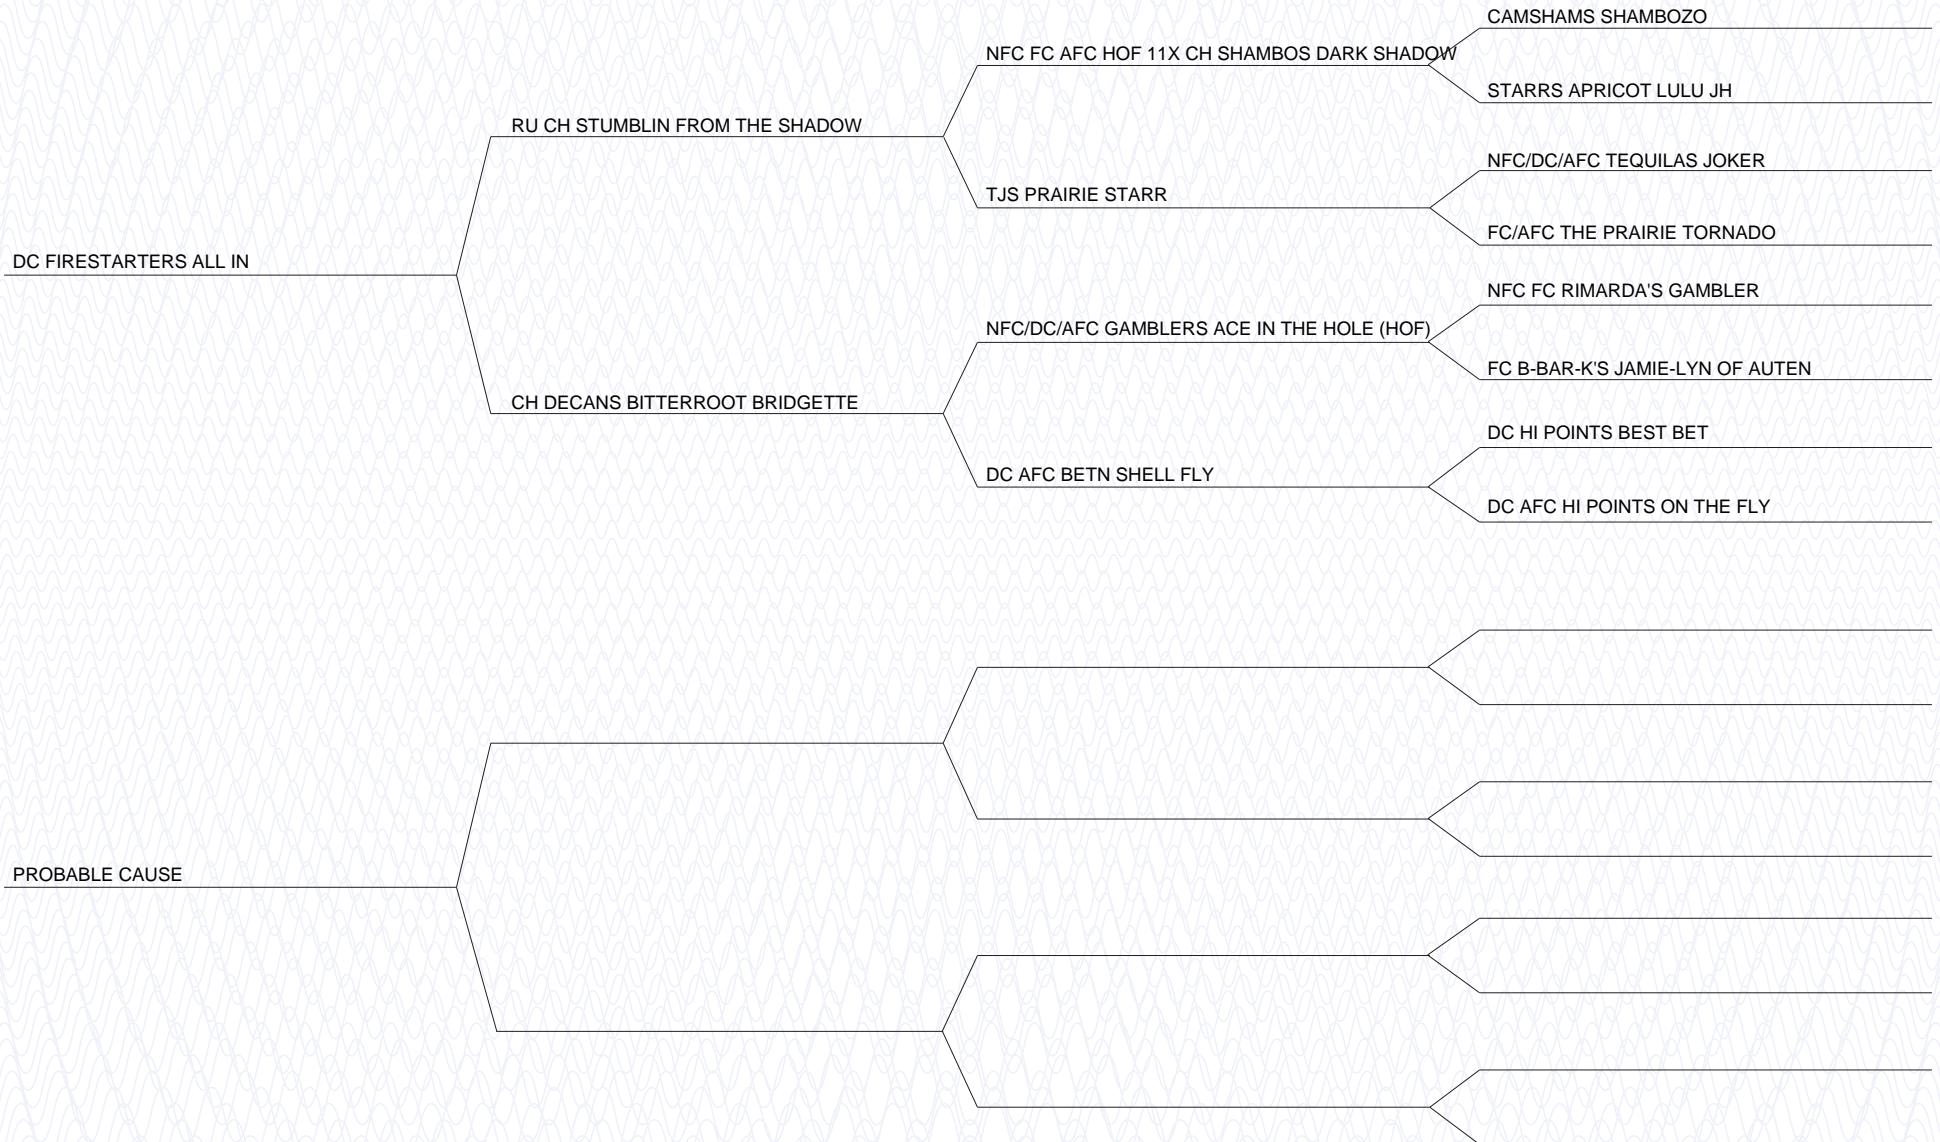 CAMSHAMS SHAMBOZO
NFC FC AFC HOF 11X CH SHAMBOS DARK SHADOW
STARRS APRICOT LULU JH
RU CH STUMBLIN FROM THE SHADOW
NFC/DC/AFC TEQUILAS JOKER
TJS PRAIRIE STARR
FC/AFC THE PRAIRIE TORNADO
DC FIRESTARTERS ALL IN
NFC FC RIMARDA'S GAMBLER
NFC/DC/AFC GAMBLERS ACE IN THE HOLE (HOF)
FC B-BAR-K'S JAMIE-LYN OF AUTEN
CH DECANS BITTERROOT BRIDGETTE
DC HI POINTS BEST BET
DC AFC BETN SHELL FLY
DC AFC HI POINTS ON THE FLY
PROBABLE CAUSE